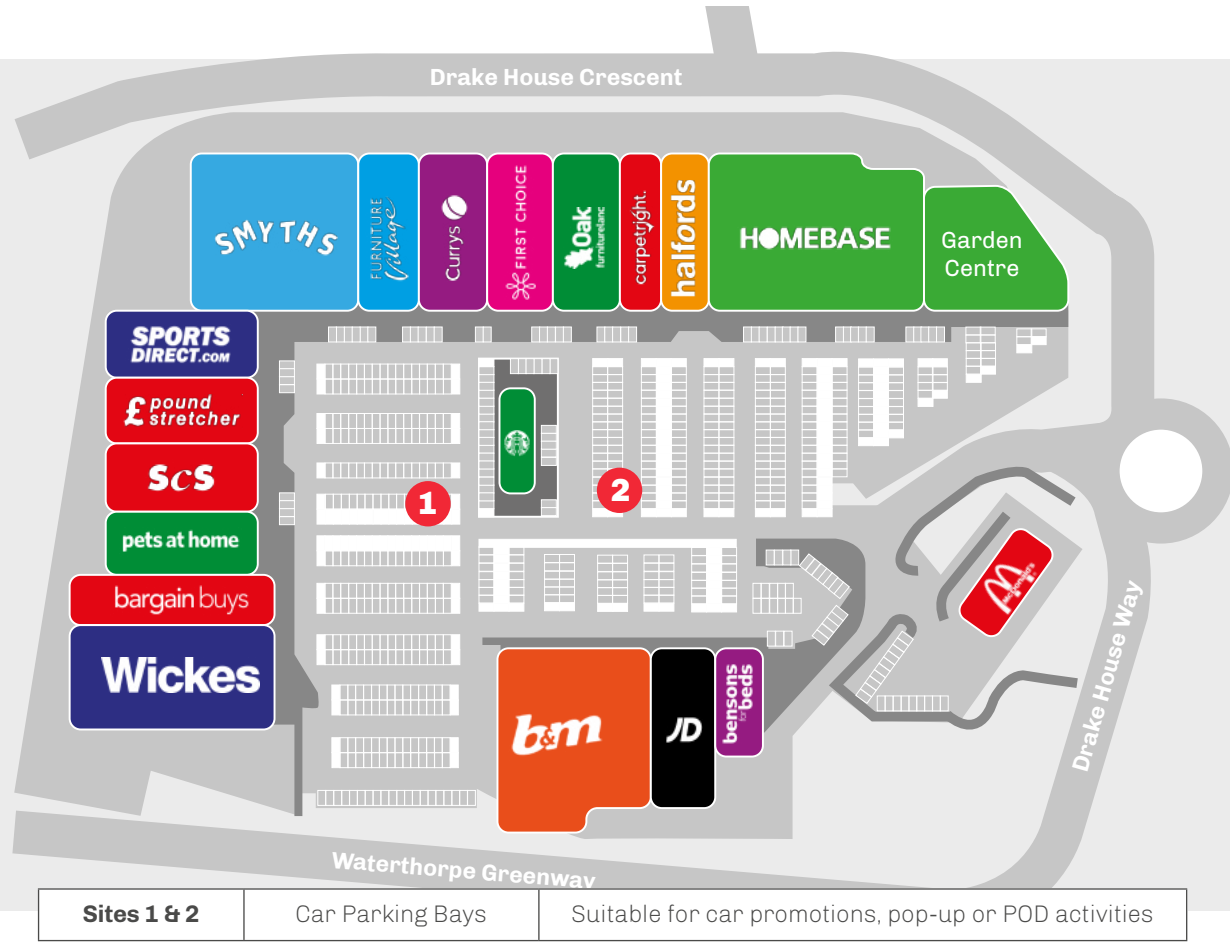 Drake House Crescent
SMYTHS
FURNITURE
Village
Currys
FIRST CHOICE
Oak
furnitureland
carpetright.
halfords
HOMEBASE
Garden
Centre
SPORTS
DIRECT.COM
£ pound
stretcher
ScS
pets at home
bargain buys
Wickes
1
2
McDonald's
b&m
JD
bensons
for beds
Drake House Way
Waterthorpe Greenway
Sites 1 & 2
Car Parking Bays
Suitable for car promotions, pop-up or POD activities